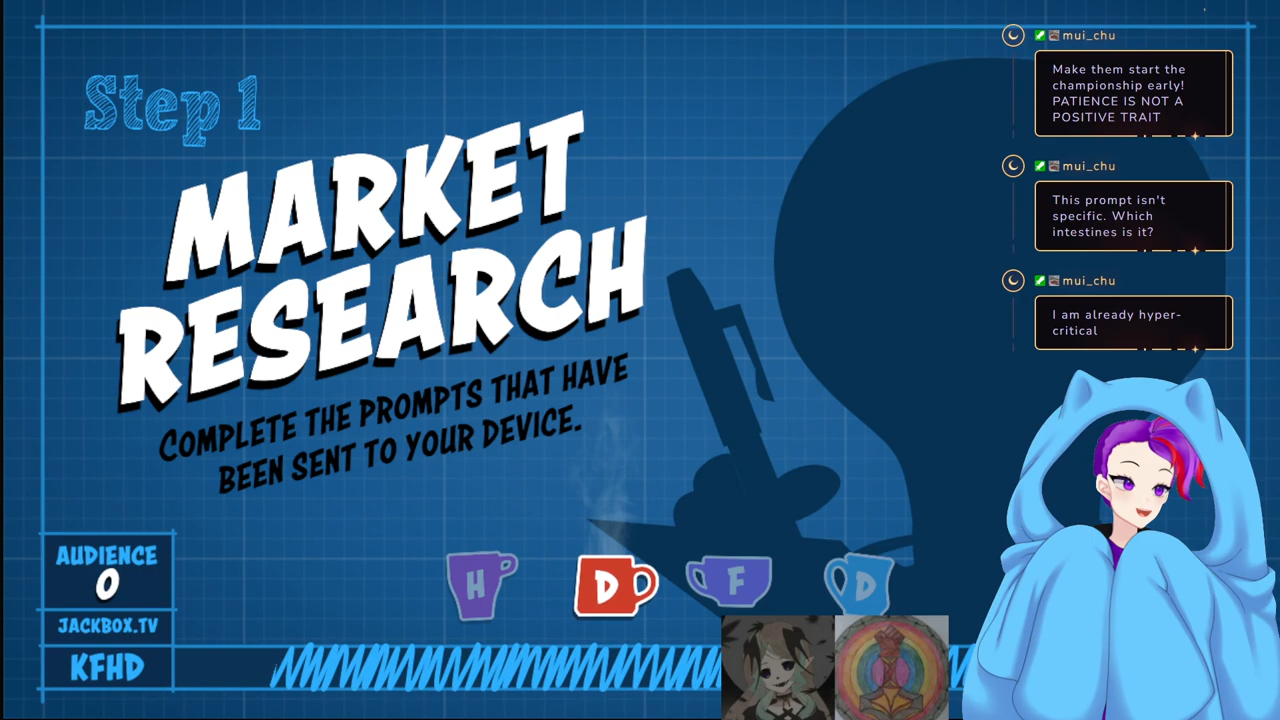 Step 1
MARKET
RESEARCH
COMPLETE THE PROMPTS THAT HAVE
BEEN SENT TO YOUR DEVICE.
AUDIENCE
0
JACKBOX.TV
KFHD
H
D
F
D
mui_chu
Make them start the
championship early!
PATIENCE IS NOT A
POSITIVE TRAIT
mui_chu
This prompt isn't
specific. Which
intestines is it?
mui_chu
I am already hyper-
critical